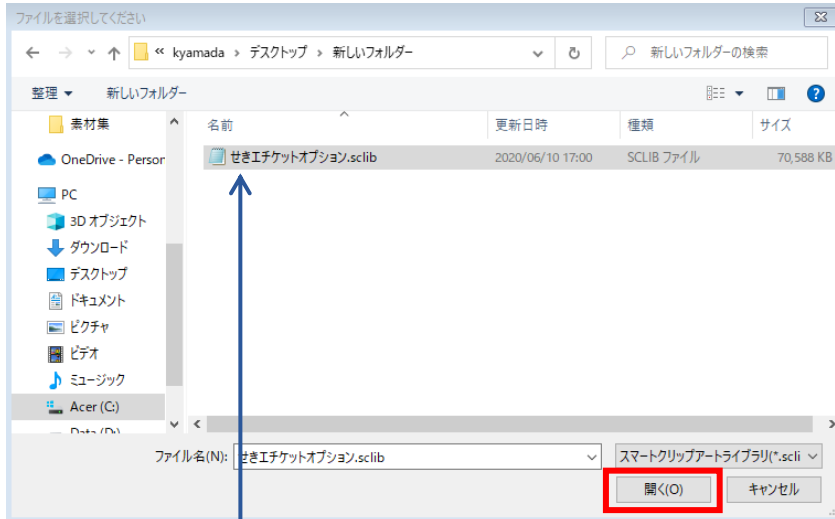 ファイルを選択してください
« kyamada › デスクトップ › 新しいフォルダー
新しいフォルダーの検索
整理 新しいフォルダー
名前 更新日時 種類 サイズ
せきエチケットオプション.sclib 2020/06/10 17:00 SCLIB ファイル 70,588 KB
素材集
OneDrive - Person
PC
3D オブジェクト
ダウンロード
デスクトップ
ドキュメント
ピクチャ
ビデオ
ミュージック
Acer (C:)
Data (D:)
ファイル名(N): せきエチケットオプション.sclib
スマートクリップアートライブラリ(*.scli
開く(O) キャンセル